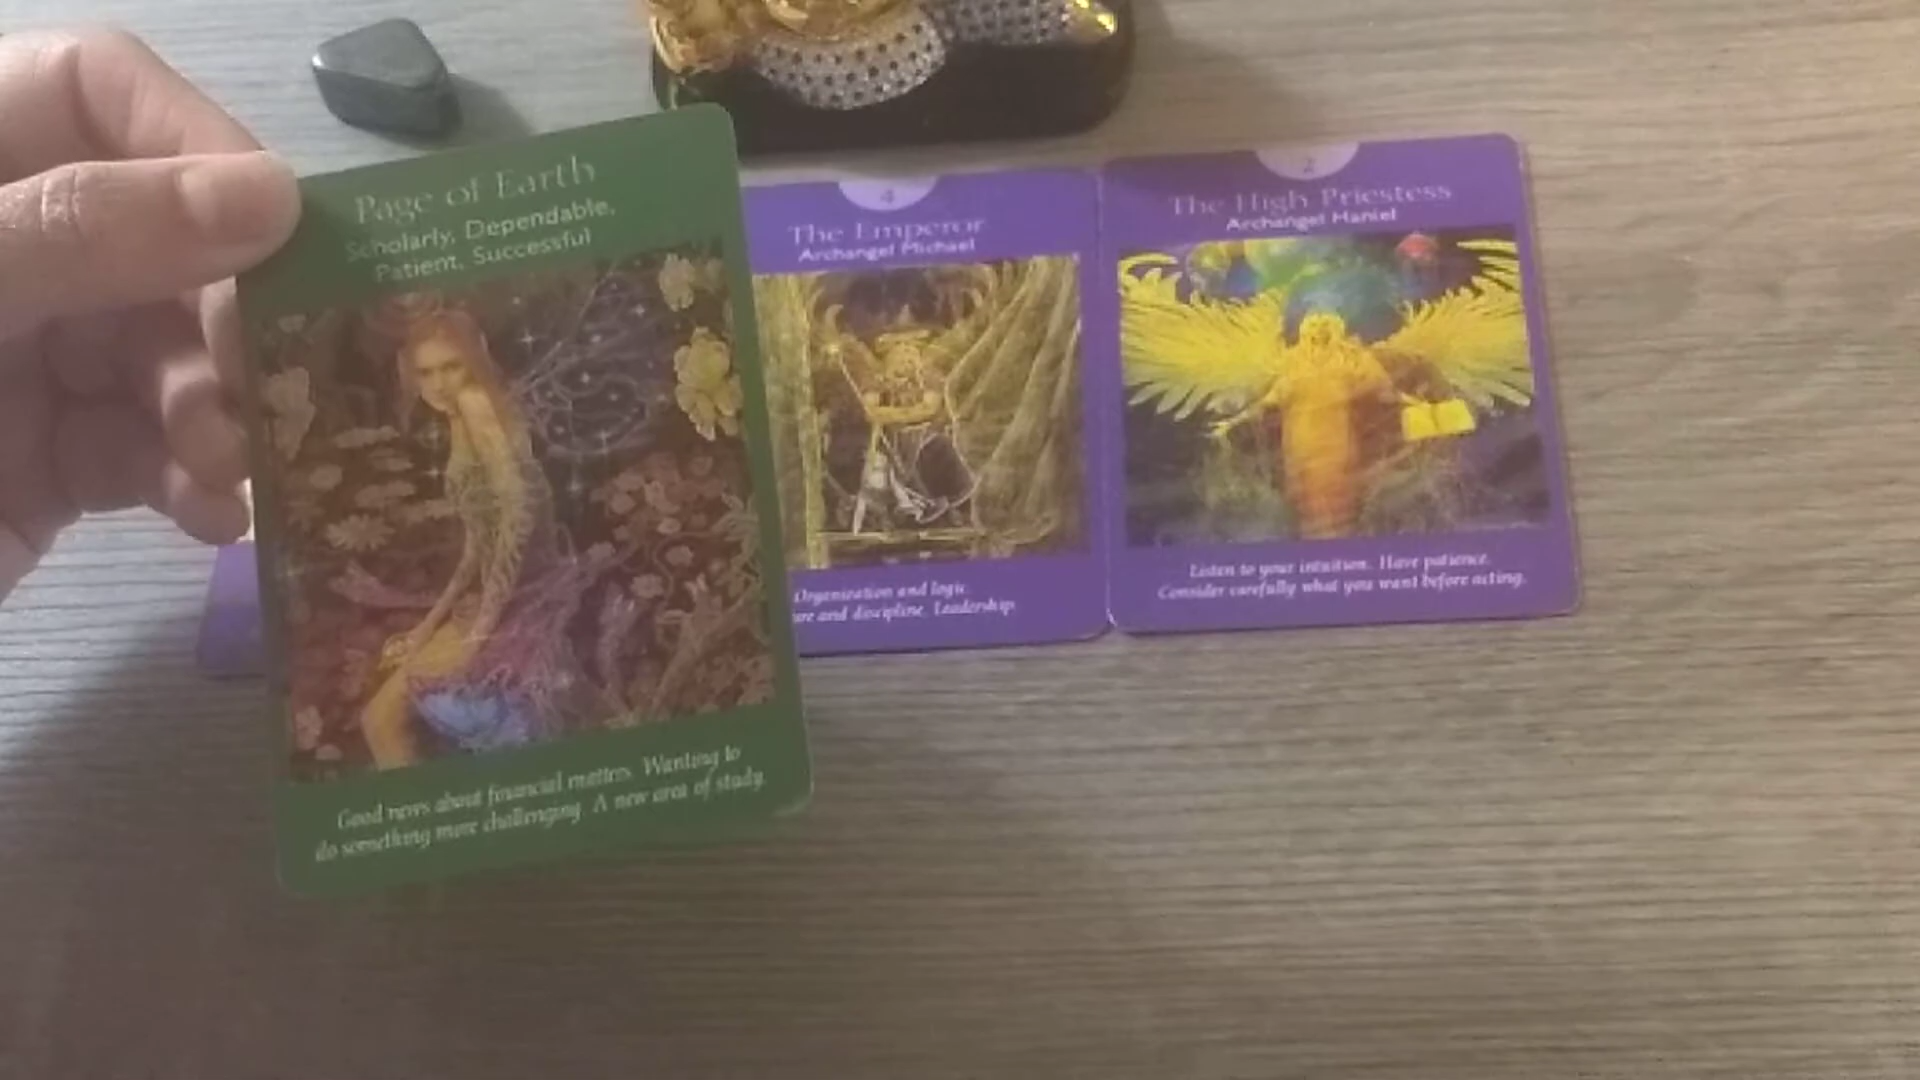 Page of Earth
Scholarly, Dependable,
Patient, Successful
Good news about financial matters. Wanting to
do something more challenging. A new area of study.
4
The Emperor
Archangel Michael
Organization and logic.
and discipline. Leadership.
2
The High Priestess
Archangel Haniel
Listen to your intuition. Have patience.
Consider carefully what you want before acting.